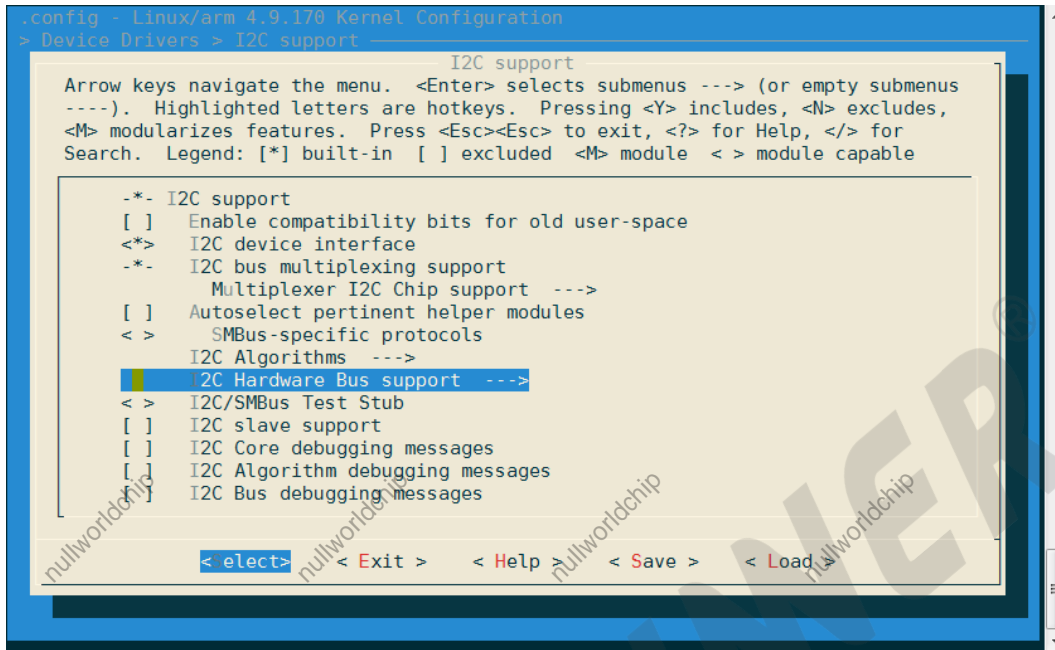 .config - Linux/arm 4.9.170 Kernel Configuration
> Device Drivers > I2C support
I2C support
Arrow keys navigate the menu. <Enter> selects submenus ---> (or empty submenus
----). Highlighted letters are hotkeys. Pressing <Y> includes, <N> excludes,
<M> modularizes features. Press <Esc><Esc> to exit, <?> for Help, </> for
Search. Legend: [*] built-in [ ] excluded <M> module < > module capable
-*- I2C support
[ ] Enable compatibility bits for old user-space
<*> I2C device interface
-*- I2C bus multiplexing support
Multiplexer I2C Chip support --->
[ ] Autoselect pertinent helper modules
< > SMBus-specific protocols
I2C Algorithms --->
I2C Hardware Bus support --->
< > I2C/SMBus Test Stub
[ ] I2C slave support
[ ] I2C Core debugging messages
[ ] I2C Algorithm debugging messages
[ ] I2C Bus debugging messages
<Select> < Exit > < Help > < Save > < Load >
nullworldchip
nullworldchip
nullworldchip
nullworldchip
®